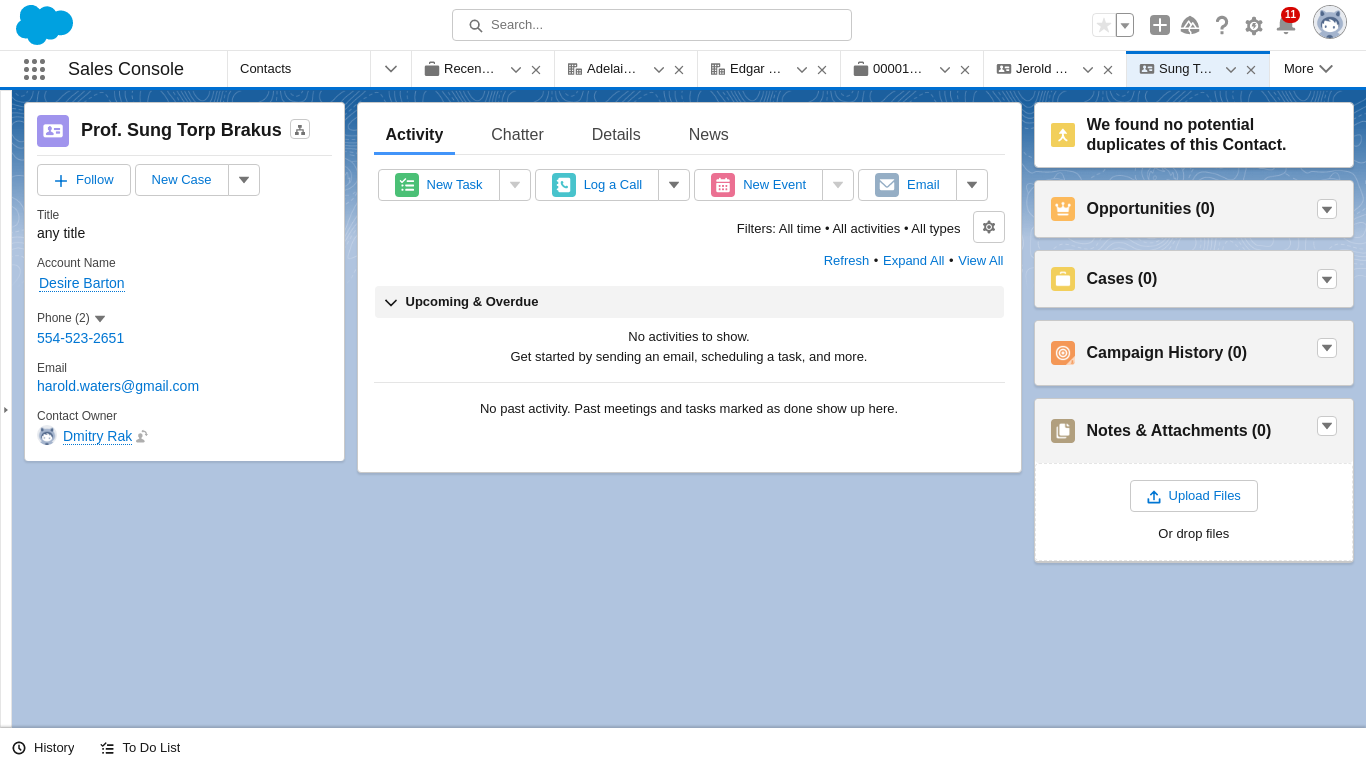 Search...
11
Sales Console
Contacts
Recen…
Adelai…
Edgar …
00001…
Jerold …
Sung T…
More
Prof. Sung Torp Brakus
Follow
New Case
Title
any title
Account Name
Desire Barton
Phone (2)
554-523-2651
Email
harold.waters@gmail.com
Contact Owner
Dmitry Rak
Activity
Chatter
Details
News
New Task
Log a Call
New Event
Email
Filters: All time • All activities • All types
Refresh • Expand All • View All
Upcoming & Overdue
No activities to show.
Get started by sending an email, scheduling a task, and more.
No past activity. Past meetings and tasks marked as done show up here.
We found no potential
duplicates of this Contact.
Opportunities (0)
Cases (0)
Campaign History (0)
Notes & Attachments (0)
Upload Files
Or drop files
History
To Do List